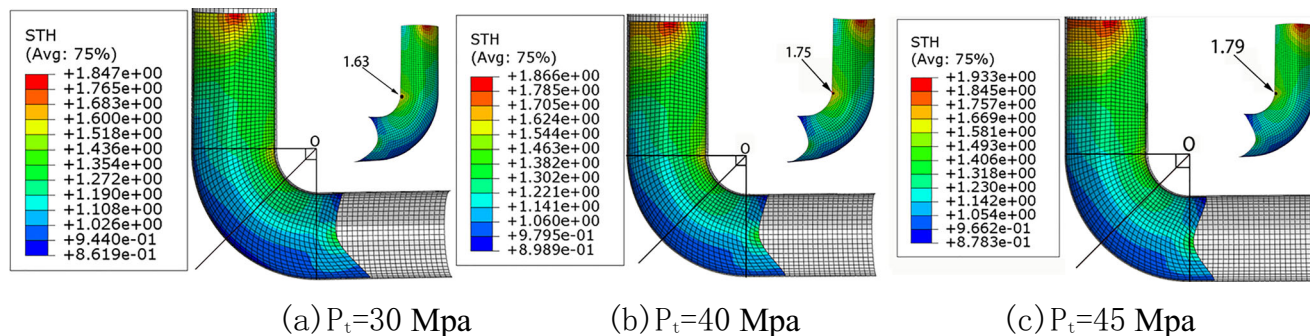 STH
(Avg: 75%)
+1.847e+00
+1.765e+00
+1.683e+00
+1.600e+00
+1.518e+00
+1.436e+00
+1.354e+00
+1.272e+00
+1.190e+00
+1.108e+00
+1.026e+00
+9.440e-01
+8.619e-01
1.63
O
(a)Pₜ=30 Mpa
STH
(Avg: 75%)
+1.866e+00
+1.785e+00
+1.705e+00
+1.624e+00
+1.544e+00
+1.463e+00
+1.382e+00
+1.302e+00
+1.221e+00
+1.141e+00
+1.060e+00
+9.795e-01
+8.989e-01
1.75
O
(b)Pₜ=40 Mpa
STH
(Avg: 75%)
+1.933e+00
+1.845e+00
+1.757e+00
+1.669e+00
+1.581e+00
+1.493e+00
+1.406e+00
+1.318e+00
+1.230e+00
+1.142e+00
+1.054e+00
+9.662e-01
+8.783e-01
1.79
O
(c)Pₜ=45 Mpa